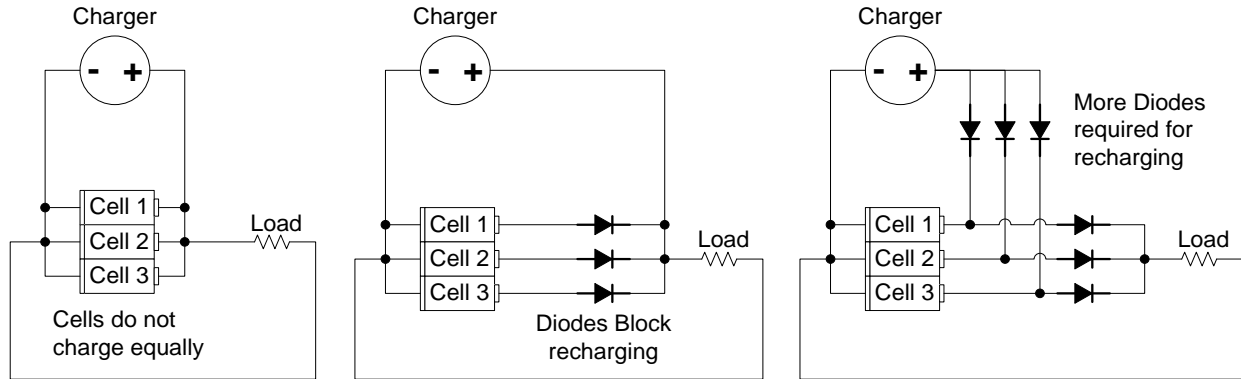 Charger
- +
Cell 1
Cell 2
Cell 3
Load
Cells do not
charge equally
Charger
- +
Cell 1
Cell 2
Cell 3
Load
Diodes Block
recharging
Charger
- +
More Diodes
required for
recharging
Cell 1
Cell 2
Cell 3
Load